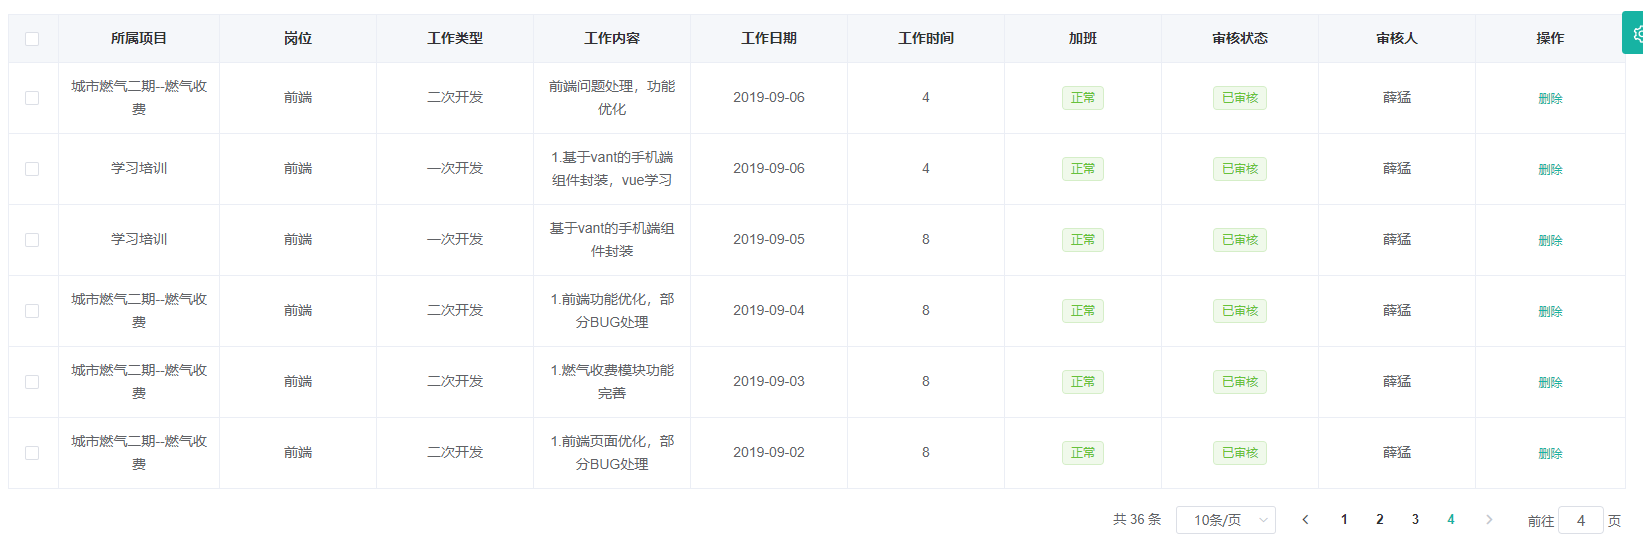 所属项目 岗位 工作类型 工作内容 工作日期 工作时间 加班 审核状态 审核人 操作
城市燃气二期--燃气收费 前端 二次开发 前端问题处理，功能优化 2019-09-06 4 正常 已审核 薛猛 删除
学习培训 前端 一次开发 1.基于vant的手机端组件封装，vue学习 2019-09-06 4 正常 已审核 薛猛 删除
学习培训 前端 一次开发 基于vant的手机端组件封装 2019-09-05 8 正常 已审核 薛猛 删除
城市燃气二期--燃气收费 前端 二次开发 1.前端功能优化，部分BUG处理 2019-09-04 8 正常 已审核 薛猛 删除
城市燃气二期--燃气收费 前端 二次开发 1.燃气收费模块功能完善 2019-09-03 8 正常 已审核 薛猛 删除
城市燃气二期--燃气收费 前端 二次开发 1.前端页面优化，部分BUG处理 2019-09-02 8 正常 已审核 薛猛 删除
共 36 条 10条/页 1 2 3 4 前往 4 页